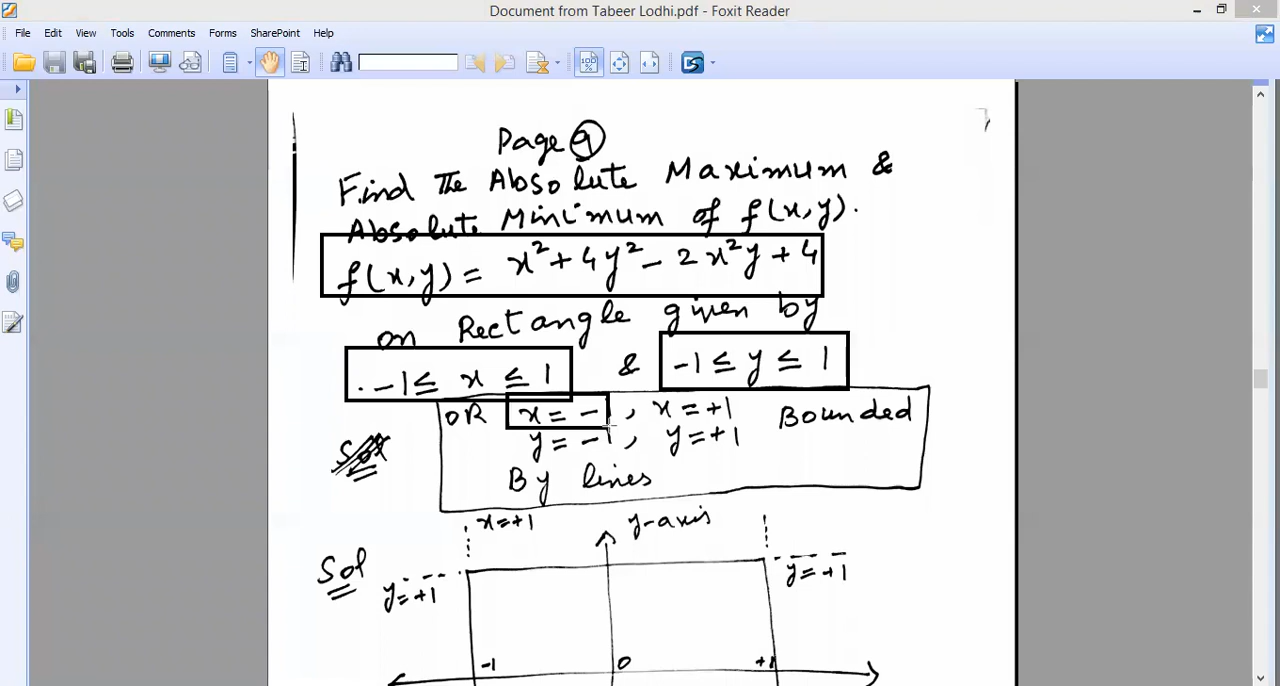 Document from Tabeer Lodhi.pdf - Foxit Reader
File Edit View Tools Comments Forms SharePoint Help
Page 9
Find The Absolute Maximum &
Absolute Minimum of f(x,y).
f(x,y) = x² + 4y² - 2x²y + 4
on Rectangle given by
. -1 ≤ x ≤ 1 & -1 ≤ y ≤ 1
OR x = -1, x = +1 Bounded
y = -1, y = +1
By lines
x=+1 y-axis
Sol
y=+1 y=+1
-1 0 +1